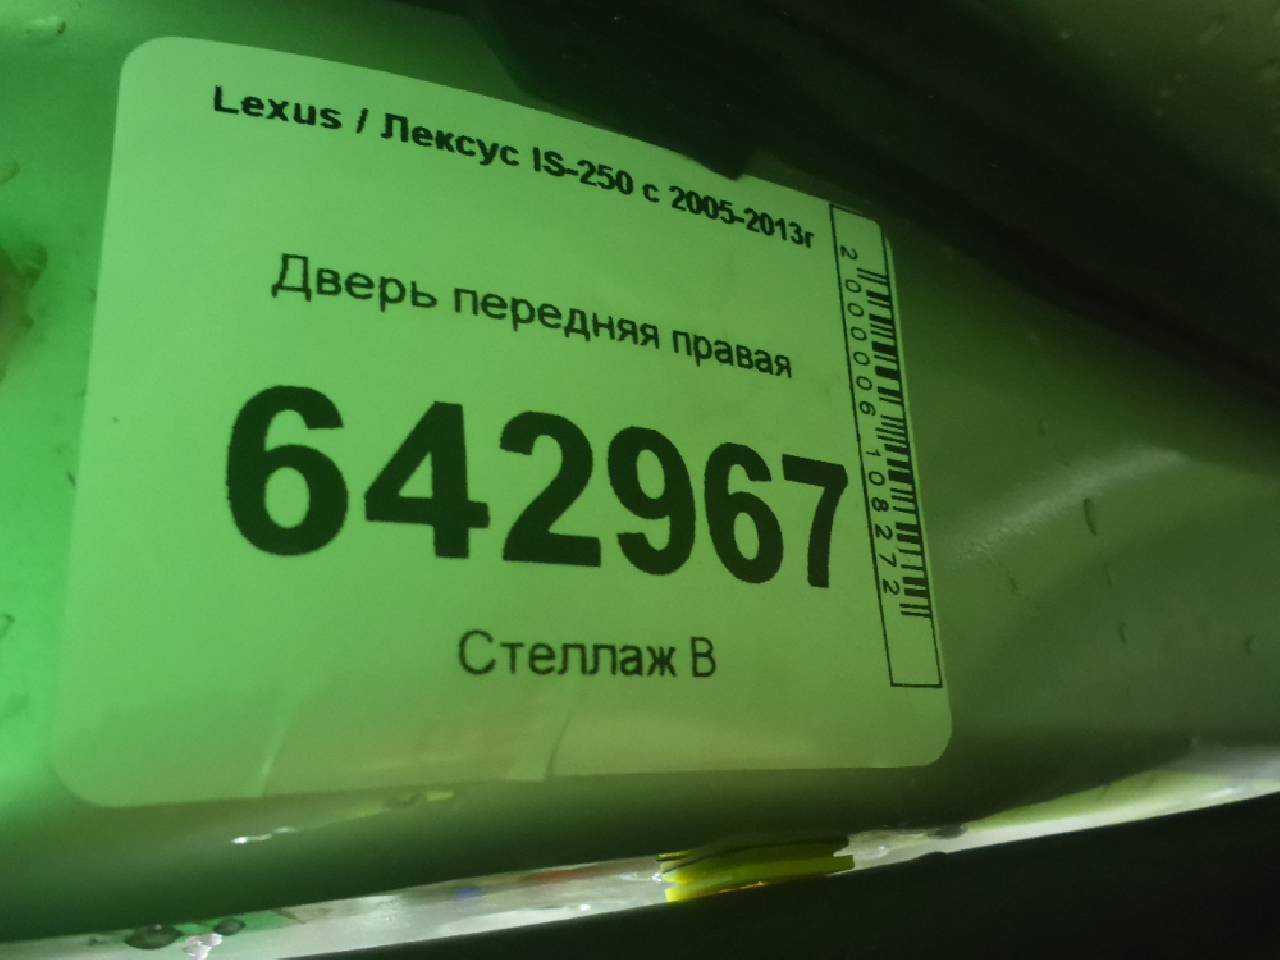 Lexus / Лексус IS-250 с 2005-2013г
Дверь передняя правая
642967
Стеллаж В
2000006108272